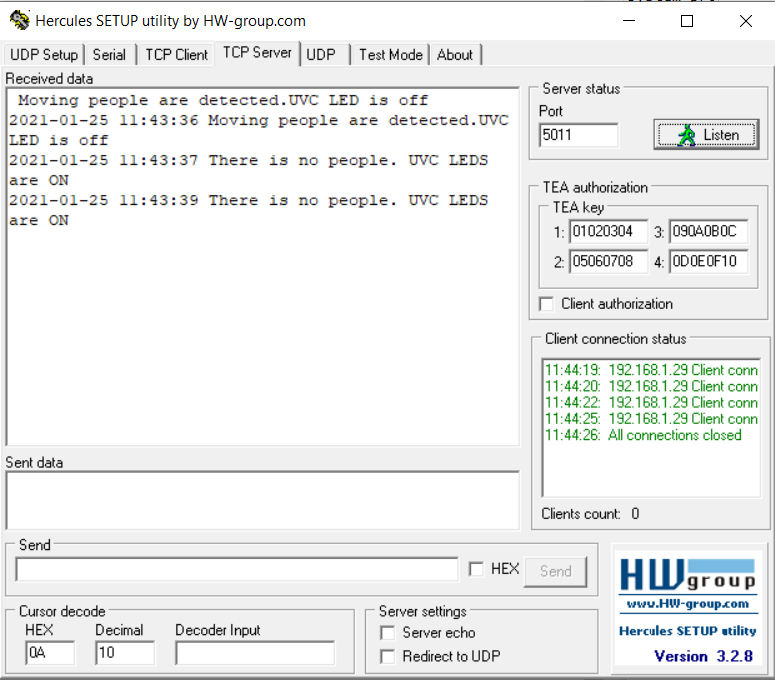 Hercules SETUP utility by HW-group.com
UDP Setup Serial TCP Client TCP Server UDP Test Mode About
Received data
Moving people are detected.UVC LED is off
2021-01-25 11:43:36 Moving people are detected.UVC
LED is off
2021-01-25 11:43:37 There is no people. UVC LEDS
are ON
2021-01-25 11:43:39 There is no people. UVC LEDS
are ON
Sent data
Send
HEX Send
Cursor decode
HEX Decimal Decoder Input
0A 10
Server settings
Server echo
Redirect to UDP
Server status
Port
5011 Listen
TEA authorization
TEA key
1: 01020304 3: 090A0B0C
2: 05060708 4: 0D0E0F10
Client authorization
Client connection status
11:44:19: 192.168.1.29 Client conn
11:44:20: 192.168.1.29 Client conn
11:44:22: 192.168.1.29 Client conn
11:44:25: 192.168.1.29 Client conn
11:44:26: All connections closed
Clients count: 0
HWgroup
www.HW-group.com
Hercules SETUP utility
Version 3.2.8